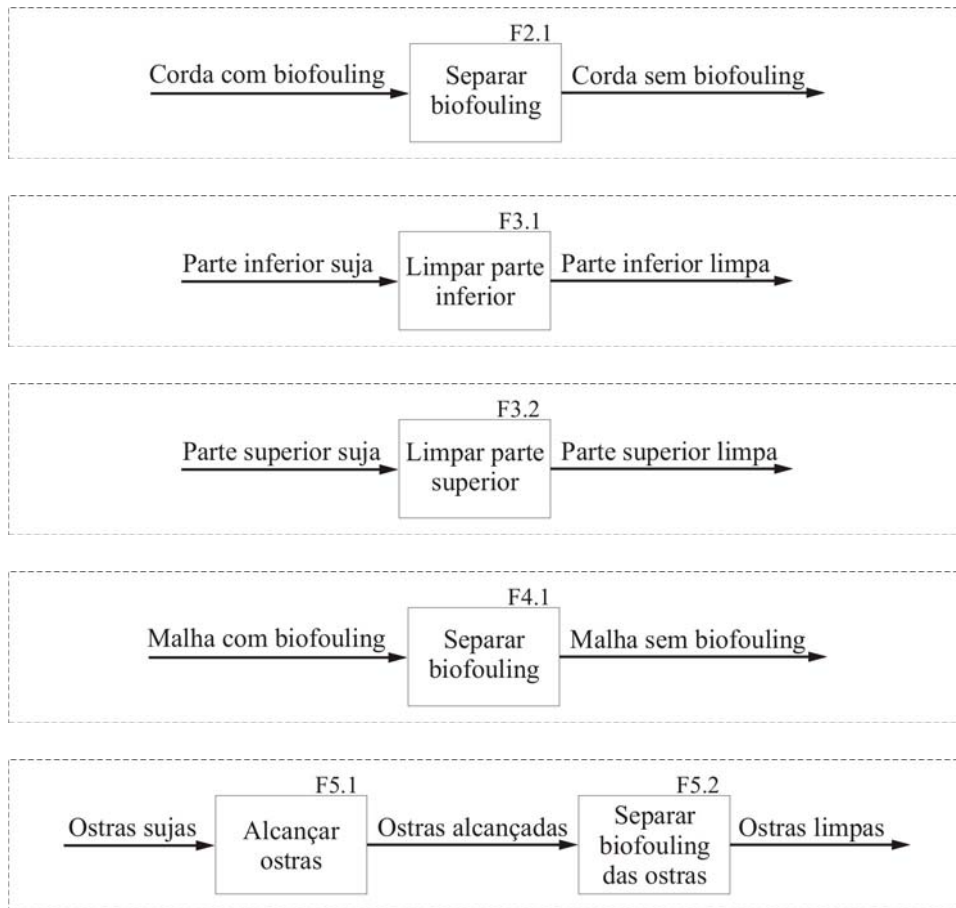 F2.1
Corda com biofouling
Separar
biofouling
Corda sem biofouling
F3.1
Parte inferior suja
Limpar parte
inferior
Parte inferior limpa
F3.2
Parte superior suja
Limpar parte
superior
Parte superior limpa
F4.1
Malha com biofouling
Separar
biofouling
Malha sem biofouling
F5.1
Ostras sujas
Alcançar
ostras
Ostras alcançadas
F5.2
Separar
biofouling
das ostras
Ostras limpas